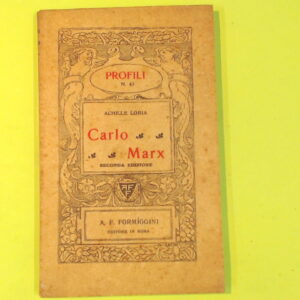 PROFILI
N. 47
ACHILLE LORIA
Carlo
Marx
SECONDA EDIZIONE
A. F. FORMÍGGINI
EDITORE IN ROMA